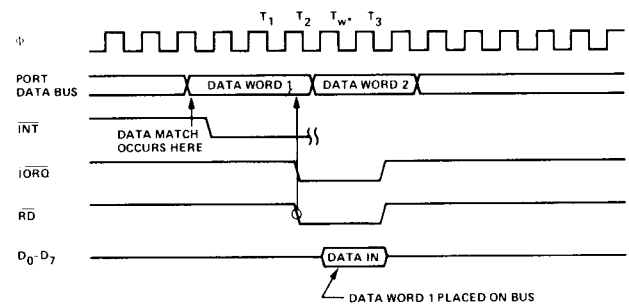 T1 T2 Tw* T3
Φ
PORT
DATA BUS
DATA WORD 1
DATA WORD 2
INT
DATA MATCH
OCCURS HERE
IORQ
RD
D0-D7
DATA IN
DATA WORD 1 PLACED ON BUS